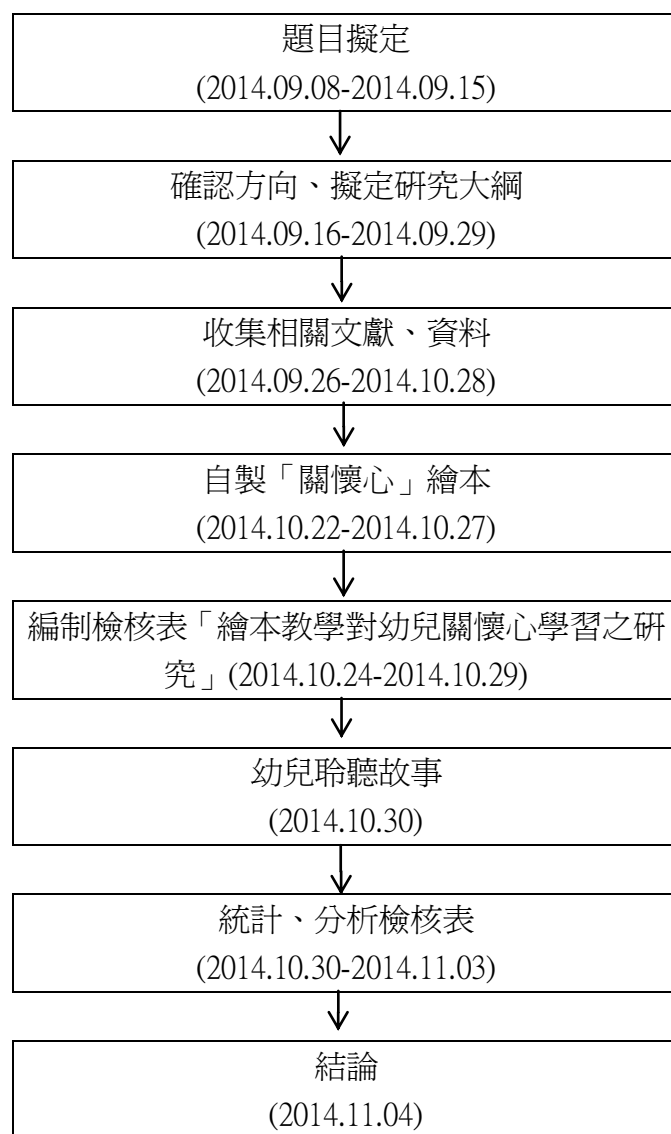 題目擬定
(2014.09.08-2014.09.15)
確認方向、擬定研究大綱
(2014.09.16-2014.09.29)
收集相關文獻、資料
(2014.09.26-2014.10.28)
自製「關懷心」繪本
(2014.10.22-2014.10.27)
編制檢核表「繪本教學對幼兒關懷心學習之研
究」(2014.10.24-2014.10.29)
幼兒聆聽故事
(2014.10.30)
統計、分析檢核表
(2014.10.30-2014.11.03)
結論
(2014.11.04)